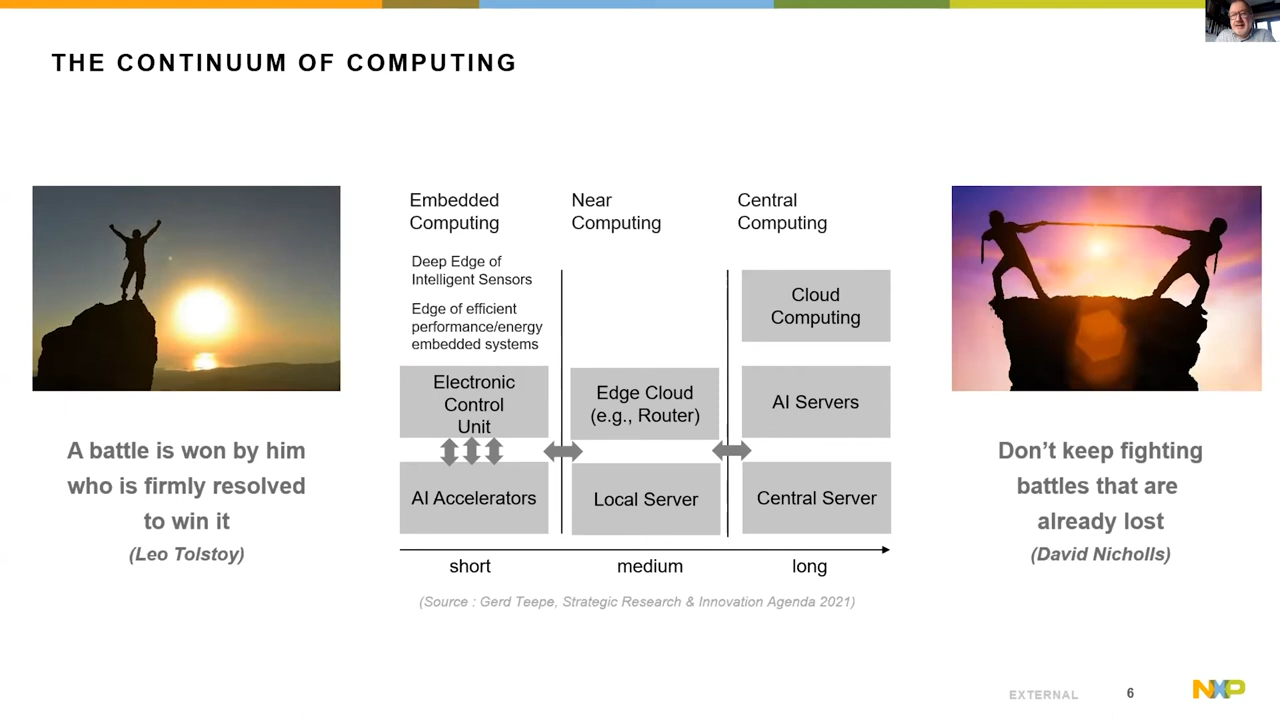 THE CONTINUUM OF COMPUTING
A battle is won by him
who is firmly resolved
to win it
(Leo Tolstoy)
Embedded
Computing
Deep Edge of
Intelligent Sensors
Edge of efficient
performance/energy
embedded systems
Electronic
Control
Unit
AI Accelerators
Near
Computing
Edge Cloud
(e.g., Router)
Local Server
Central
Computing
Cloud
Computing
AI Servers
Central Server
short
medium
long
(Source : Gerd Teepe, Strategic Research & Innovation Agenda 2021)
Don’t keep fighting
battles that are
already lost
(David Nicholls)
EXTERNAL
6
NXP